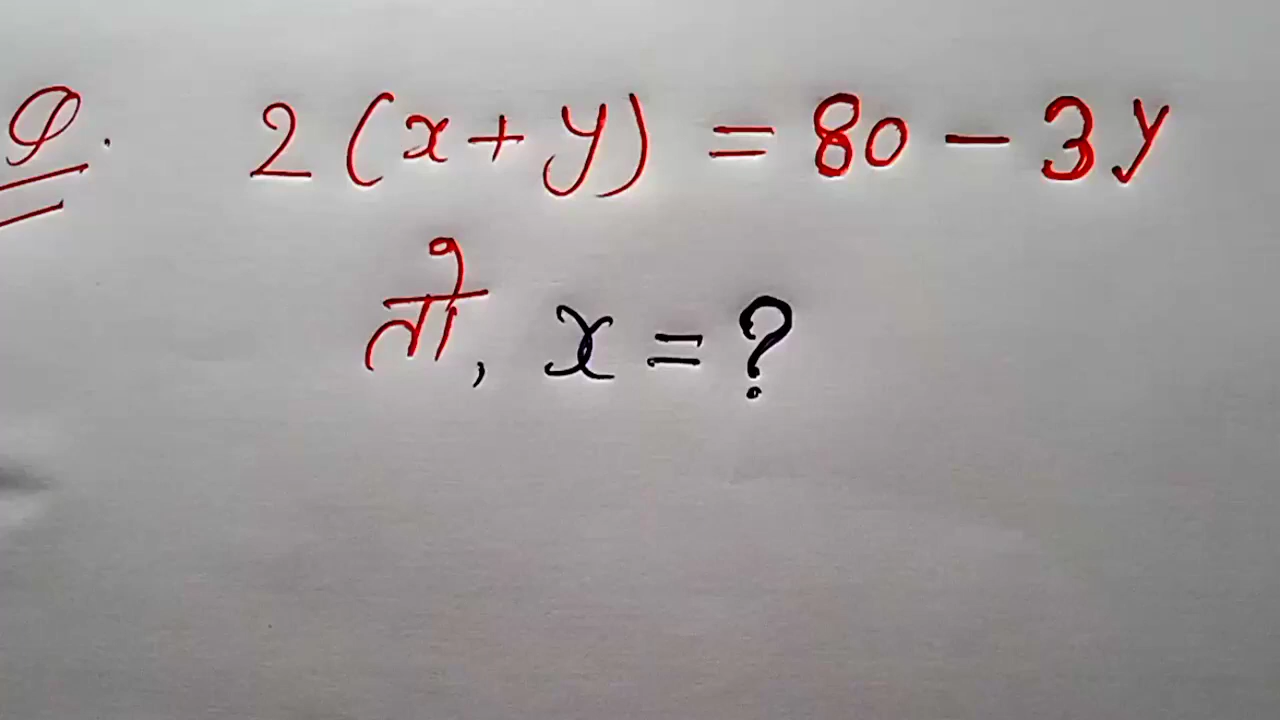 Q. 2(x+y) = 80 - 3y
तो, x = ?